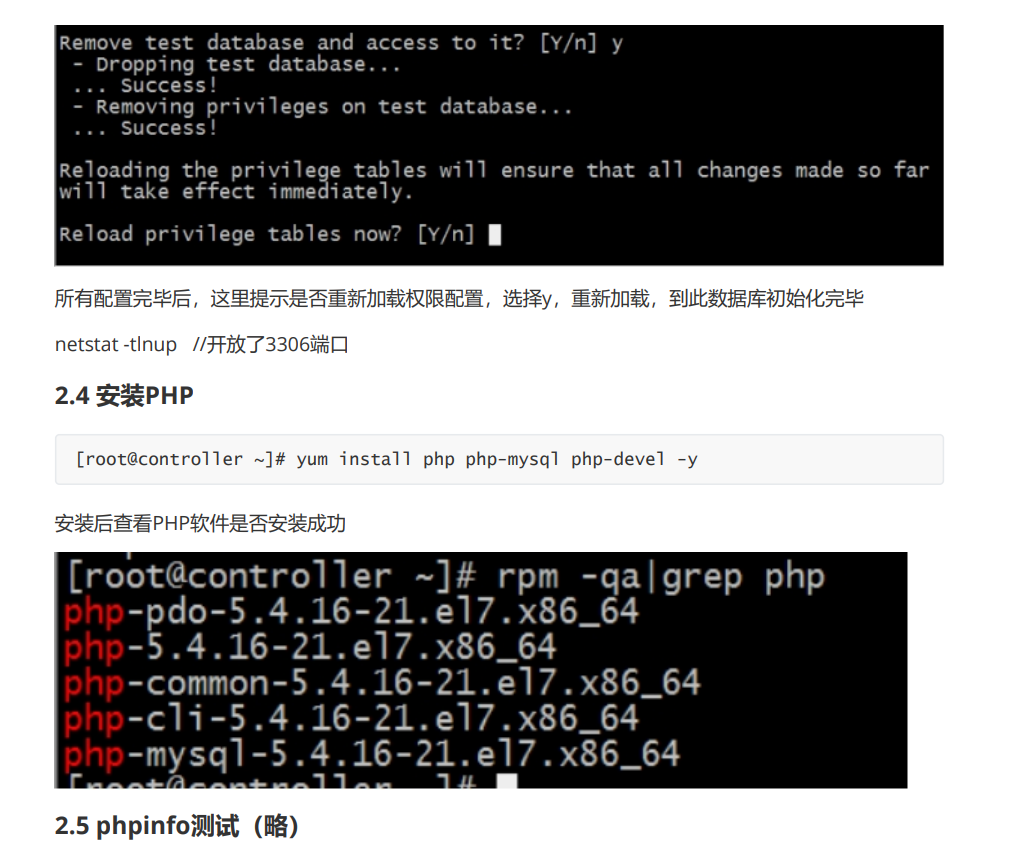 Remove test database and access to it? [Y/n] y
 - Dropping test database...
 ... Success!
 - Removing privileges on test database...
 ... Success!
Reloading the privilege tables will ensure that all changes made so far
will take effect immediately.
Reload privilege tables now? [Y/n]
所有配置完毕后，这里提示是否重新加载权限配置，选择y，重新加载，到此数据库初始化完毕
netstat -tlnup   //开放了3306端口
2.4 安装PHP
[root@controller ~]# yum install php php-mysql php-devel -y
安装后查看PHP软件是否安装成功
[root@controller ~]# rpm -qa|grep php
php-pdo-5.4.16-21.el7.x86_64
php-5.4.16-21.el7.x86_64
php-common-5.4.16-21.el7.x86_64
php-cli-5.4.16-21.el7.x86_64
php-mysql-5.4.16-21.el7.x86_64
[root@controller ~]#
2.5 phpinfo测试（略）